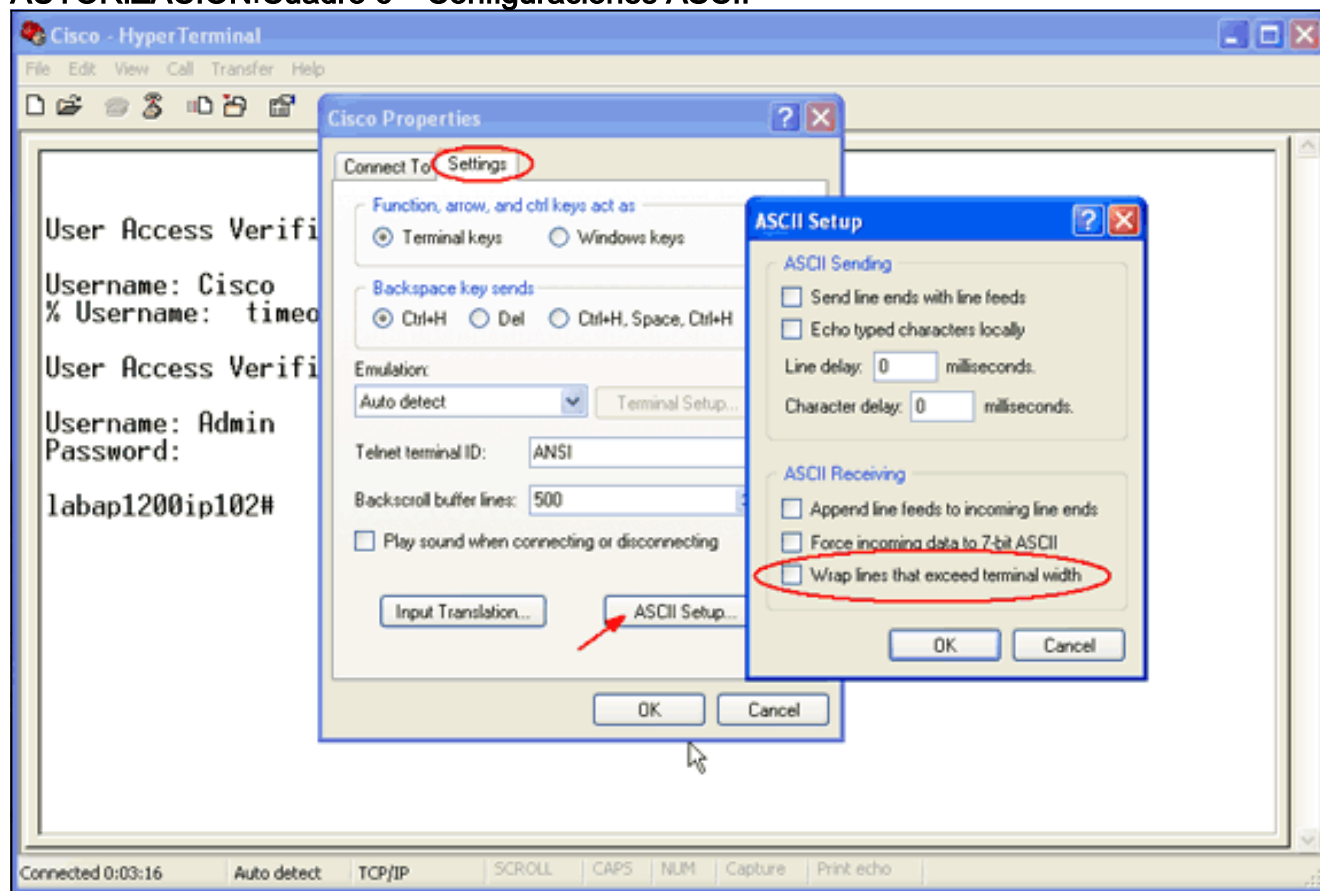 Cisco - HyperTerminal
File Edit View Call Transfer Help
User Access Verifi
Username: Cisco
% Username: timeo
User Access Verifi
Username: Admin
Password:
labap1200ip102#
Cisco Properties
Connect To Settings
Function, arrow, and ctrl keys act as
Terminal keys Windows keys
Backspace key sends
Ctrl+H Del Ctrl+H, Space, Ctrl+H
Emulation:
Auto detect Terminal Setup...
Telnet terminal ID: ANSI
Backscroll buffer lines: 500
Play sound when connecting or disconnecting
Input Translation... ASCII Setup...
OK Cancel
ASCII Setup
ASCII Sending
Send line ends with line feeds
Echo typed characters locally
Line delay: 0 milliseconds.
Character delay: 0 milliseconds.
ASCII Receiving
Append line feeds to incoming line ends
Force incoming data to 7-bit ASCII
Wrap lines that exceed terminal width
OK Cancel
Connected 0:03:16 Auto detect TCP/IP SCROLL CAPS NUM Capture Print echo